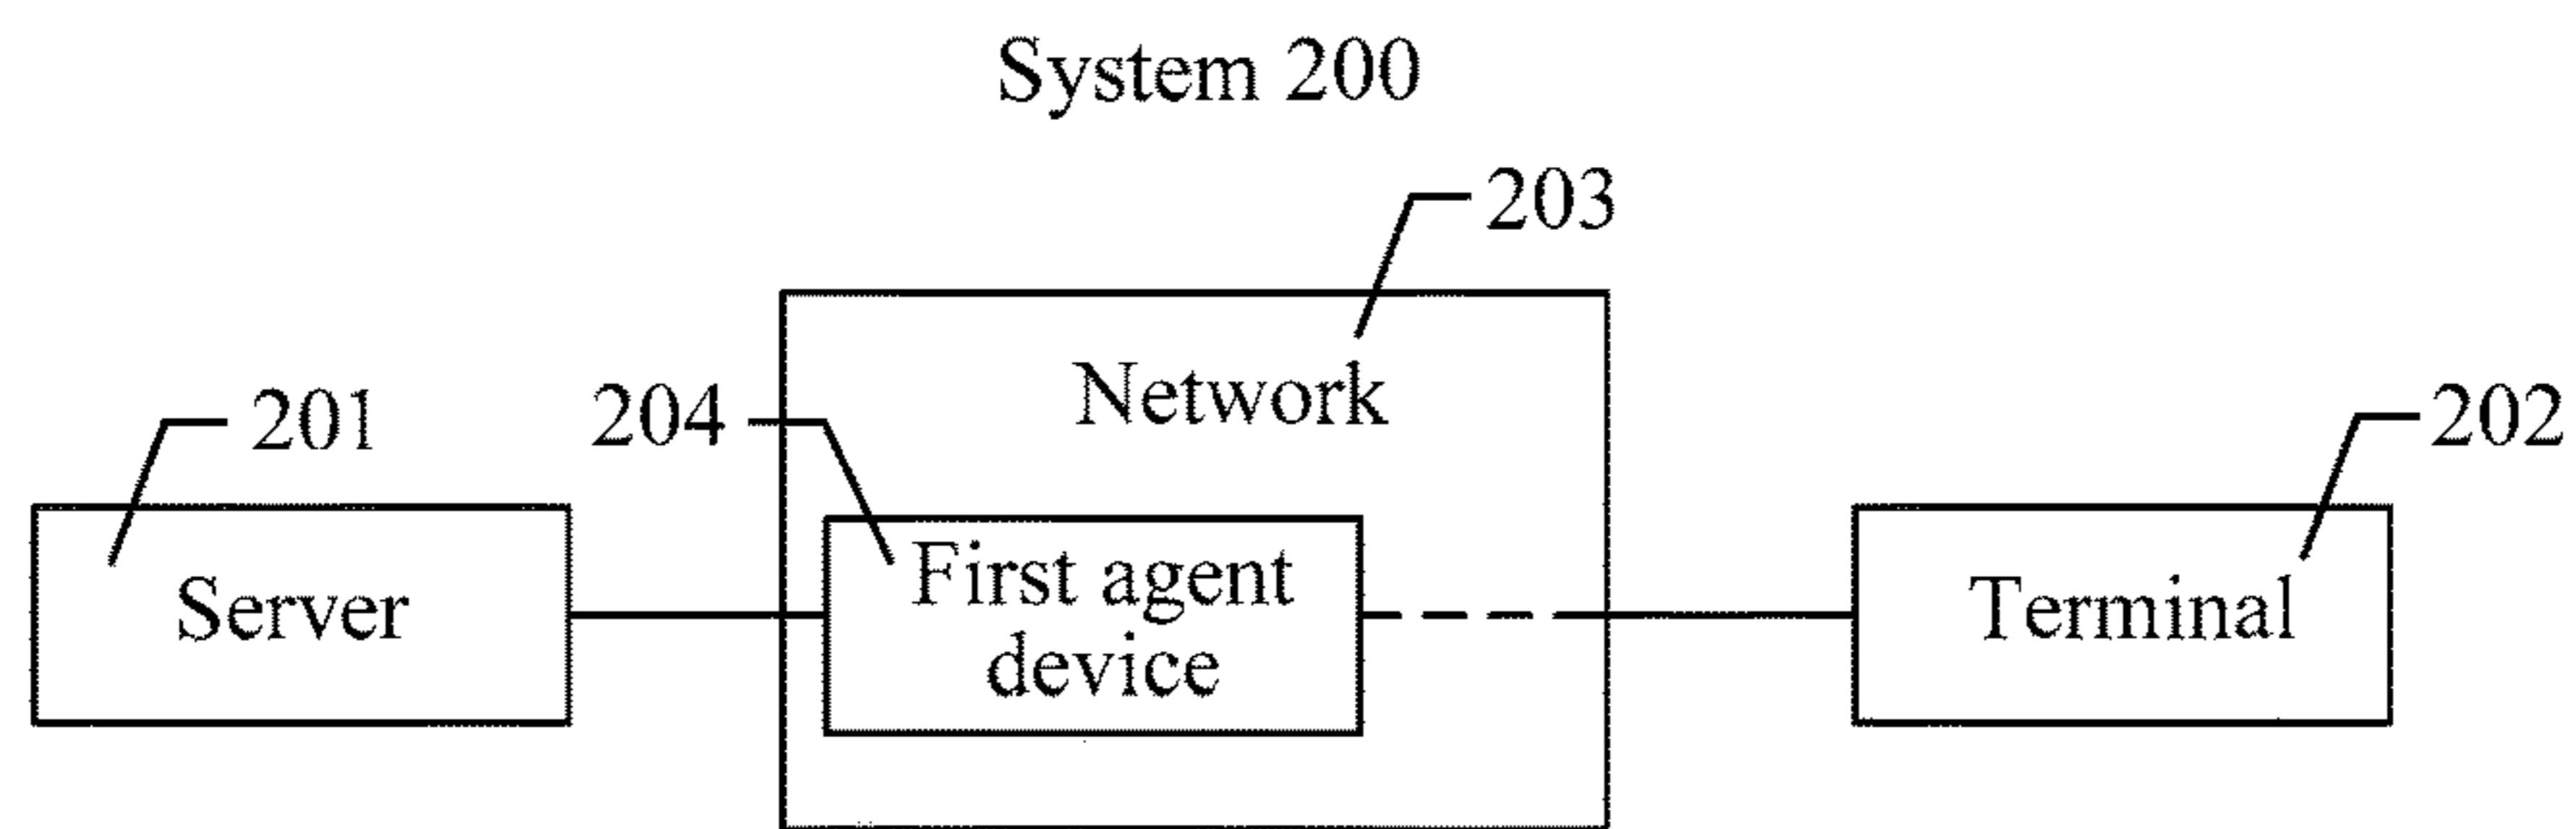 System 200
203
Network
201
204
202
Server
First agent
device
Terminal